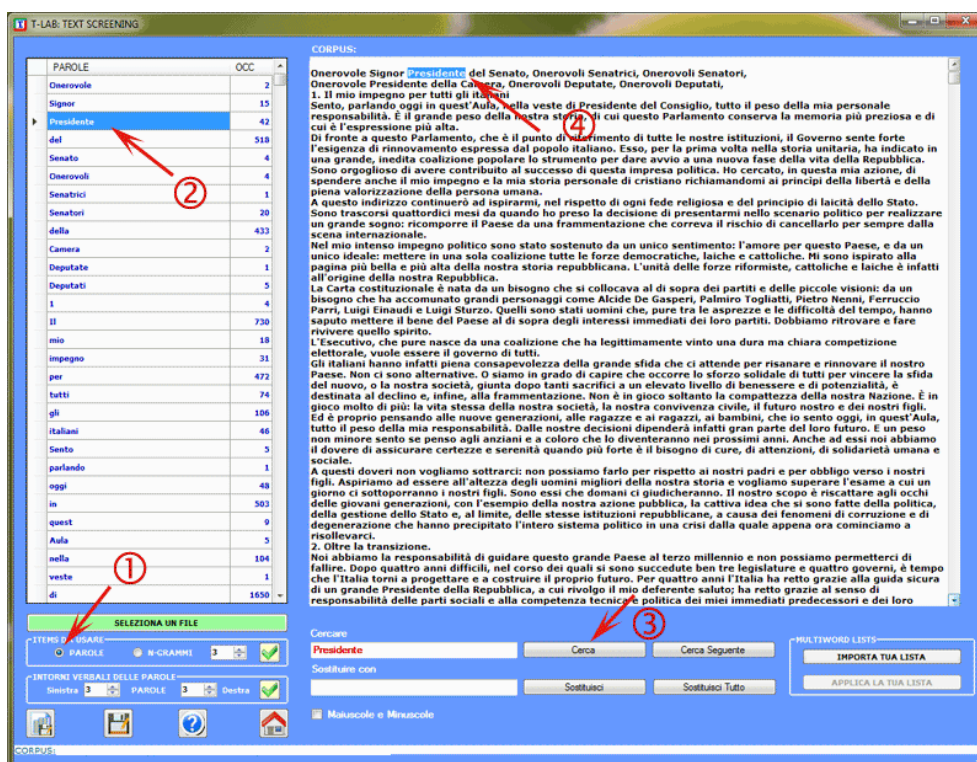 T-LAB: TEXT SCREENING
CORPUS:
PAROLE OCC
Onerovole 2
Signor 15
Presidente 42
del 518
Senato 4
Onerovoli 4
Senatrici 1
Senatori 20
della 433
Camera 2
Deputate 1
Deputati 5
1 4
Il 730
mio 18
impegno 31
per 472
tutti 74
gli 106
italiani 46
Sento 5
parlando 1
oggi 48
in 503
quest 9
Aula 5
nella 104
veste 1
di 1650
①
②
Onerovole Signor Presidente del Senato, Onerovoli Senatrici, Onerovoli Senatori,
Onerovole Presidente della Camera, Onerovoli Deputate, Onerovoli Deputati,
1. Il mio impegno per tutti gli italiani
Sento, parlando oggi in quest'Aula, nella veste di Presidente del Consiglio, tutto il peso della mia personale
responsabilità. È il grande peso della nostra storia, di cui questo Parlamento conserva la memoria più preziosa e di
cui è l'espressione più alta.
Di fronte a questo Parlamento, che è il punto di riferimento di tutte le nostre istituzioni, il Governo sente forte
l'esigenza di rinnovamento espressa dal popolo italiano. Esso, per la prima volta nella storia unitaria, ha indicato in
una grande, inedita coalizione popolare lo strumento per dare avvio a una nuova fase della vita della Repubblica.
Sono orgoglioso di avere contribuito al successo di questa impresa politica. Ho cercato, in questa mia azione, di
spendere anche il mio impegno e la mia storia personale di cristiano richiamandomi ai principi della libertà e della
piena valorizzazione della persona umana.
A questo indirizzo continuerò ad ispirarmi, nel rispetto di ogni fede religiosa e del principio di laicità dello Stato.
Sono trascorsi quattordici mesi da quando ho preso la decisione di presentarmi nello scenario politico per realizzare
un grande sogno: ricomporre il Paese da una frammentazione che correva il rischio di cancellarlo per sempre dalla
scena internazionale.
Nel mio intenso impegno politico sono stato sostenuto da un unico sentimento: l'amore per questo Paese, e da un
unico ideale: mettere in una sola coalizione tutte le forze democratiche, laiche e cattoliche. Mi sono ispirato alla
pagina più bella e più alta della nostra storia repubblicana. L'unità delle forze riformiste, cattoliche e laiche è infatti
all'origine della nostra Repubblica.
La Carta costituzionale è nata da un bisogno che si collocava al di sopra dei partiti e delle piccole visioni: da un
bisogno che ha accomunato grandi personaggi come Alcide De Gasperi, Palmiro Togliatti, Pietro Nenni, Ferruccio
Parri, Luigi Einaudi e Luigi Sturzo. Quelli sono stati uomini che, pure tra le asprezze e le difficoltà del tempo, hanno
saputo mettere il bene del Paese al di sopra degli interessi immediati dei loro partiti. Dobbiamo ritrovare e fare
rivivere quello spirito.
L'Esecutivo, che pure nasce da una coalizione che ha legittimamente vinto una dura ma chiara competizione
elettorale, vuole essere il governo di tutti.
Gli italiani hanno infatti piena consapevolezza della grande sfida che ci attende per risanare e rinnovare il nostro
Paese. Non ci sono alternative. O siamo in grado di capire che occorre lo sforzo solidale di tutti per vincere la sfida
del nuovo, o la nostra società, giunta dopo tanti sacrifici a un elevato livello di benessere e di potenzialità, è
destinata al declino e, infine, alla frammentazione. Non è in gioco soltanto la compattezza della nostra Nazione. È in
gioco molto di più: la vita stessa della nostra società, la nostra convivenza civile, il futuro nostro e dei nostri figli.
Ed è proprio pensando alle nuove generazioni, alle ragazze e ai ragazzi, ai bambini, che io sento oggi, in quest'Aula,
tutto il peso della mia responsabilità. Dalle nostre decisioni dipenderà infatti gran parte del loro futuro. E un peso
non minore sento se penso agli anziani e a coloro che lo diventeranno nei prossimi anni. Anche ad essi noi abbiamo
il dovere di assicurare certezze e serenità quando più forte è il bisogno di cure, di attenzioni, di solidarietà umana e
sociale.
A questi doveri non vogliamo sottrarci: non possiamo farlo per rispetto ai nostri padri e per obbligo verso i nostri
figli. Aspiriamo ad essere all'altezza degli uomini migliori della nostra storia e vogliamo superare l'esame a cui un
giorno ci sottoporranno i nostri figli. Sono essi che domani ci giudicheranno. Il nostro scopo è riscattare agli occhi
delle giovani generazioni, con l'esempio della nostra azione pubblica, la cattiva idea che si sono fatte della politica,
della gestione dello Stato e, al limite, delle stesse istituzioni repubblicane, a causa dei fenomeni di corruzione e di
degenerazione che hanno precipitato l'intero sistema politico in una crisi dalla quale appena ora cominciamo a
risollevarci.
2. Oltre la transizione.
Noi abbiamo la responsabilità di guidare questo grande Paese al terzo millennio e non possiamo permetterci di
fallire. Dopo quattro anni difficili, nel corso dei quali si sono succedute ben tre legislature e quattro governi, è tempo
che l'Italia torni a progettare e a costruire il proprio futuro. Per quattro anni l'Italia ha retto grazie alla guida sicura
di un grande Presidente della Repubblica, a cui rivolgo il mio deferente saluto; ha retto grazie al senso di
responsabilità delle parti sociali e alla competenza tecnica e politica dei miei immediati predecessori e dei loro
④
SELEZIONA UN FILE
ITEMS DA USARE
PAROLE N-GRAMMI 3
INTORNI VERBALI DELLE PAROLE
Sinistra 3 PAROLE 3 Destra
Cercare
Presidente Cerca Cerca Seguente
③
Sostituire con
Sostituisci Sostituisci Tutto
Maiuscole e Minuscole
MULTIWORD LISTS
IMPORTA TUA LISTA
APPLICA LA TUA LISTA
CORPUS: